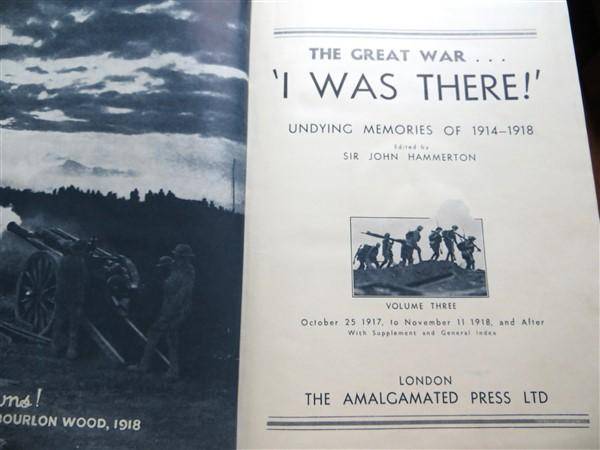 ns!
BOURLON WOOD, 1918
THE GREAT WAR . . .
'I WAS THERE!'
UNDYING MEMORIES OF 1914–1918
Edited by
SIR JOHN HAMMERTON
VOLUME THREE
October 25 1917, to November 11 1918, and After
With Supplement and General Index
LONDON
THE AMALGAMATED PRESS LTD